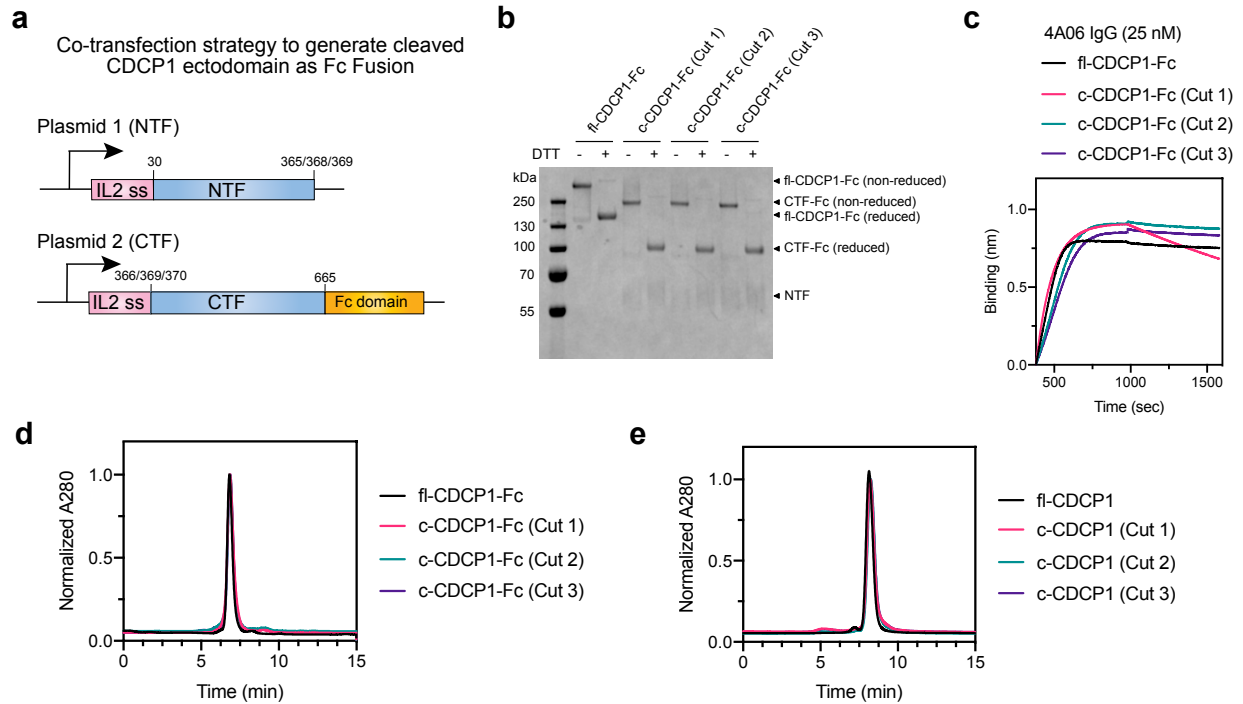 a
Co-transfection strategy to generate cleaved
CDCP1 ectodomain as Fc Fusion
Plasmid 1 (NTF)
30
365/368/369
IL2 ss
NTF
Plasmid 2 (CTF)
366/369/370
665
IL2 ss
CTF
Fc domain
b
fl-CDCP1-Fc
c-CDCP1-Fc (Cut 1)
c-CDCP1-Fc (Cut 2)
c-CDCP1-Fc (Cut 3)
DTT - + - + - + - +
kDa
250
130
100
70
55
fl-CDCP1-Fc (non-reduced)
CTF-Fc (non-reduced)
fl-CDCP1-Fc (reduced)
CTF-Fc (reduced)
NTF
c
4A06 IgG (25 nM)
fl-CDCP1-Fc
c-CDCP1-Fc (Cut 1)
c-CDCP1-Fc (Cut 2)
c-CDCP1-Fc (Cut 3)
Binding (nm)
1.0
0.5
0.0
500 1000 1500
Time (sec)
d
Normalized A280
1.0
0.5
0.0
0 5 10 15
Time (min)
fl-CDCP1-Fc
c-CDCP1-Fc (Cut 1)
c-CDCP1-Fc (Cut 2)
c-CDCP1-Fc (Cut 3)
e
Normalized A280
1.0
0.5
0.0
0 5 10 15
Time (min)
fl-CDCP1
c-CDCP1 (Cut 1)
c-CDCP1 (Cut 2)
c-CDCP1 (Cut 3)